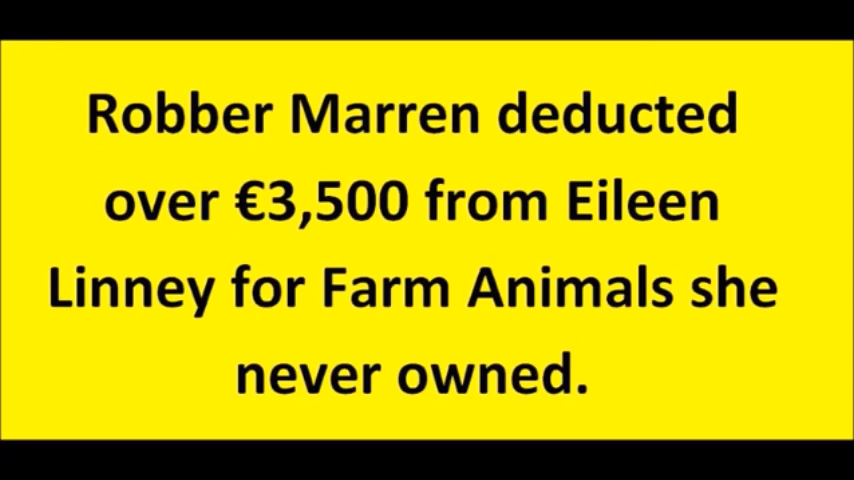 Robber Marren deducted
over €3,500 from Eileen
Linney for Farm Animals she
never owned.